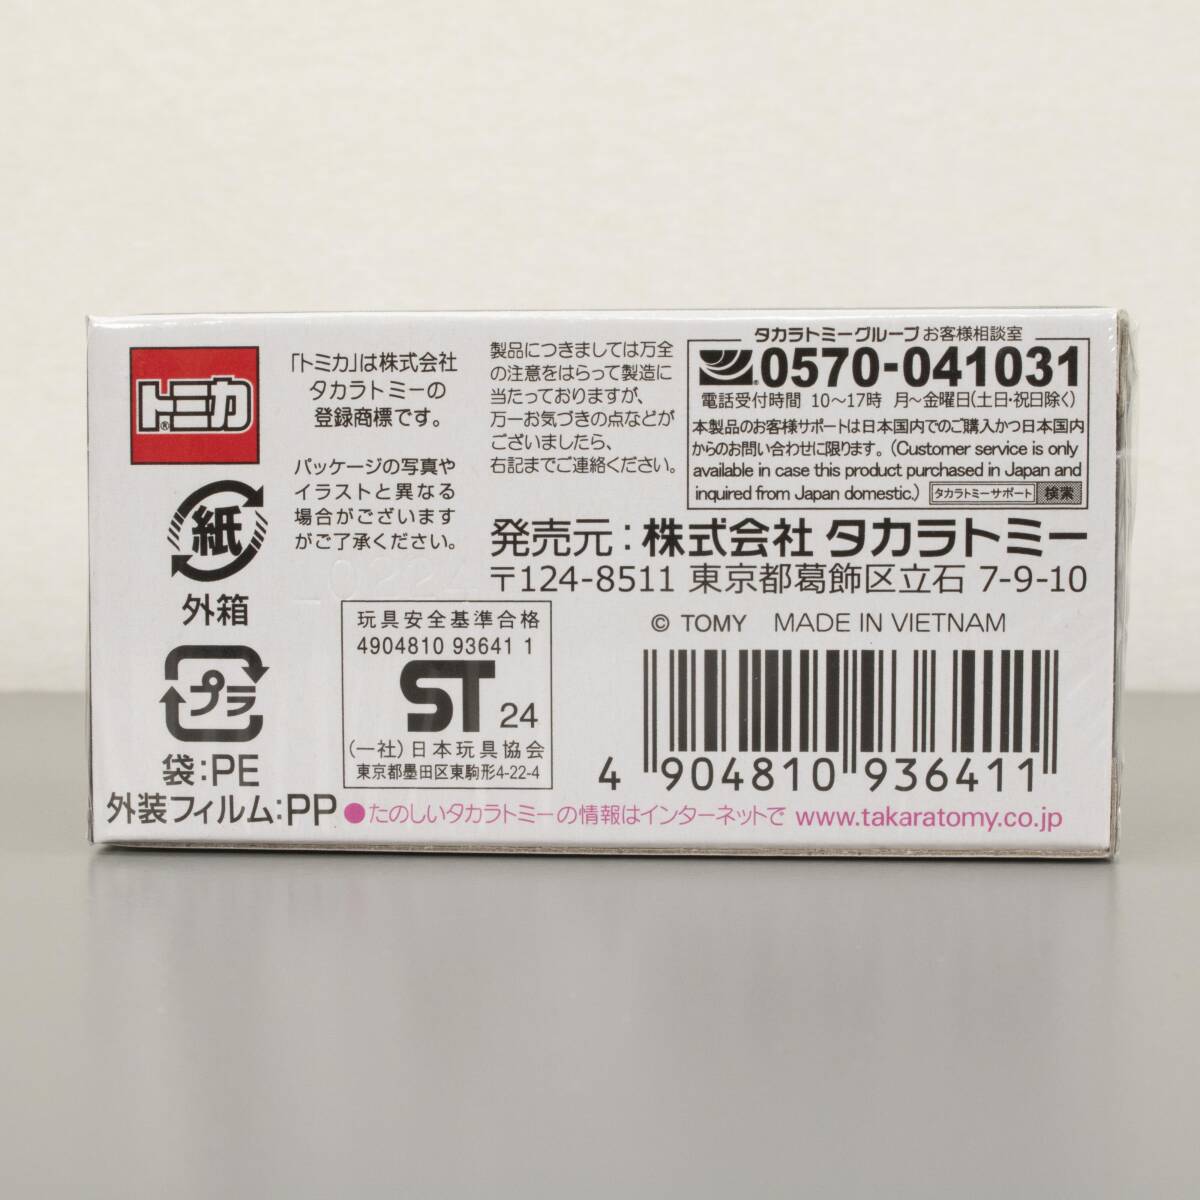 トミカ®
「トミカ」は株式会社
タカラトミーの
登録商標です。
パッケージの写真や
イラストと異なる
場合がございます
がご了承ください。
製品につきましては万全
の注意をはらって製造に
当たっておりますが、
万一お気づきの点などが
ございましたら、
右記までご連絡ください。
タカラトミーグループお客様相談室
0570-041031
電話受付時間 10〜17時 月〜金曜日(土日・祝日除く)
本製品のお客様サポートは日本国内でのご購入かつ日本国内
からのお問い合わせに限ります。(Customer service is only
available in case this product purchased in Japan and
inquired from Japan domestic.) タカラトミーサポート 検索
発売元:株式会社 タカラトミー
〒124-8511 東京都葛飾区立石 7-9-10
© TOMY MADE IN VIETNAM
紙
外箱
プラ
袋:PE
外装フィルム:PP
玩具安全基準合格
4904810 93641 1
ST 24
(一社)日本玩具協会
東京都墨田区東駒形4-22-4
4 904810 936411
●たのしいタカラトミーの情報はインターネットで www.takaratomy.co.jp